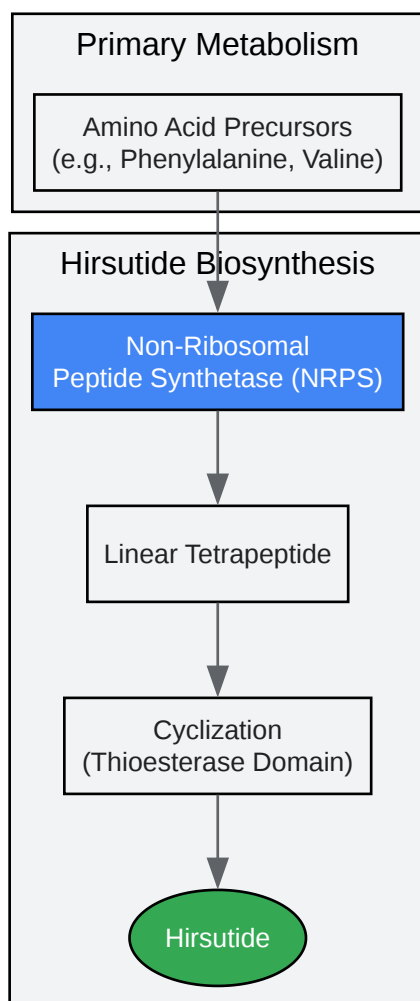 Primary Metabolism
Amino Acid Precursors
(e.g., Phenylalanine, Valine)
Hirsutide Biosynthesis
Non-Ribosomal
Peptide Synthetase (NRPS)
Linear Tetrapeptide
Cyclization
(Thioesterase Domain)
Hirsutide